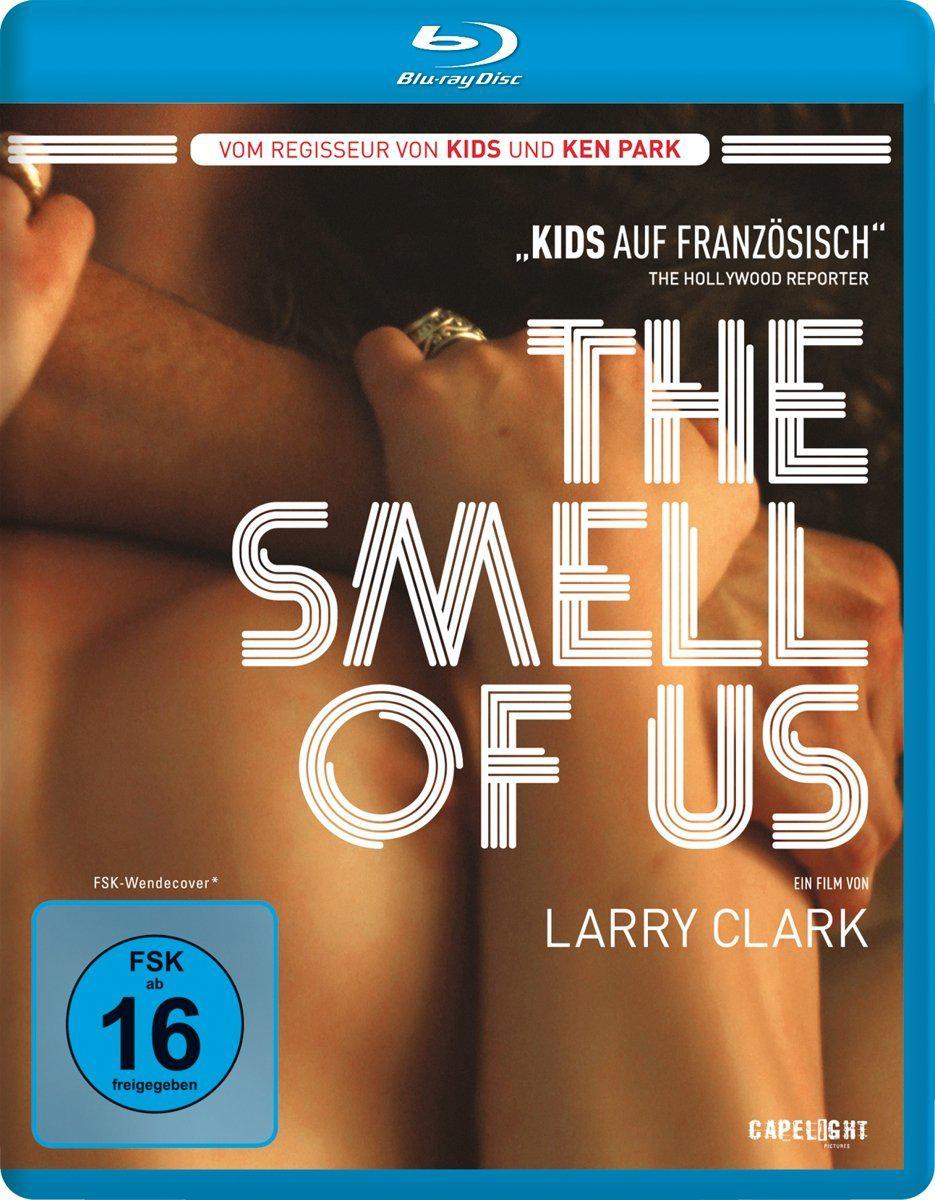 Blu-ray Disc
VOM REGISSEUR VON KIDS UND KEN PARK
„KIDS AUF FRANZÖSISCH“
THE HOLLYWOOD REPORTER
THE
SMELL
OF US
FSK-Wendecover*
EIN FILM VON
LARRY CLARK
FSK
ab
16
freigegeben
CAPELIGHT
PICTURES